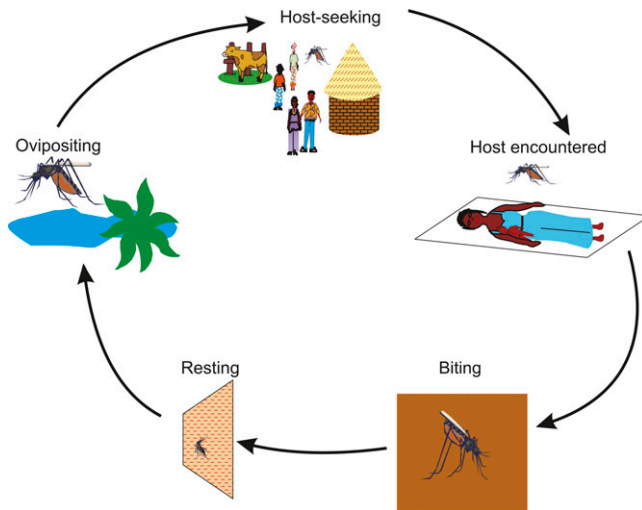 Host-seeking
Ovipositing
Host encountered
Resting
Biting